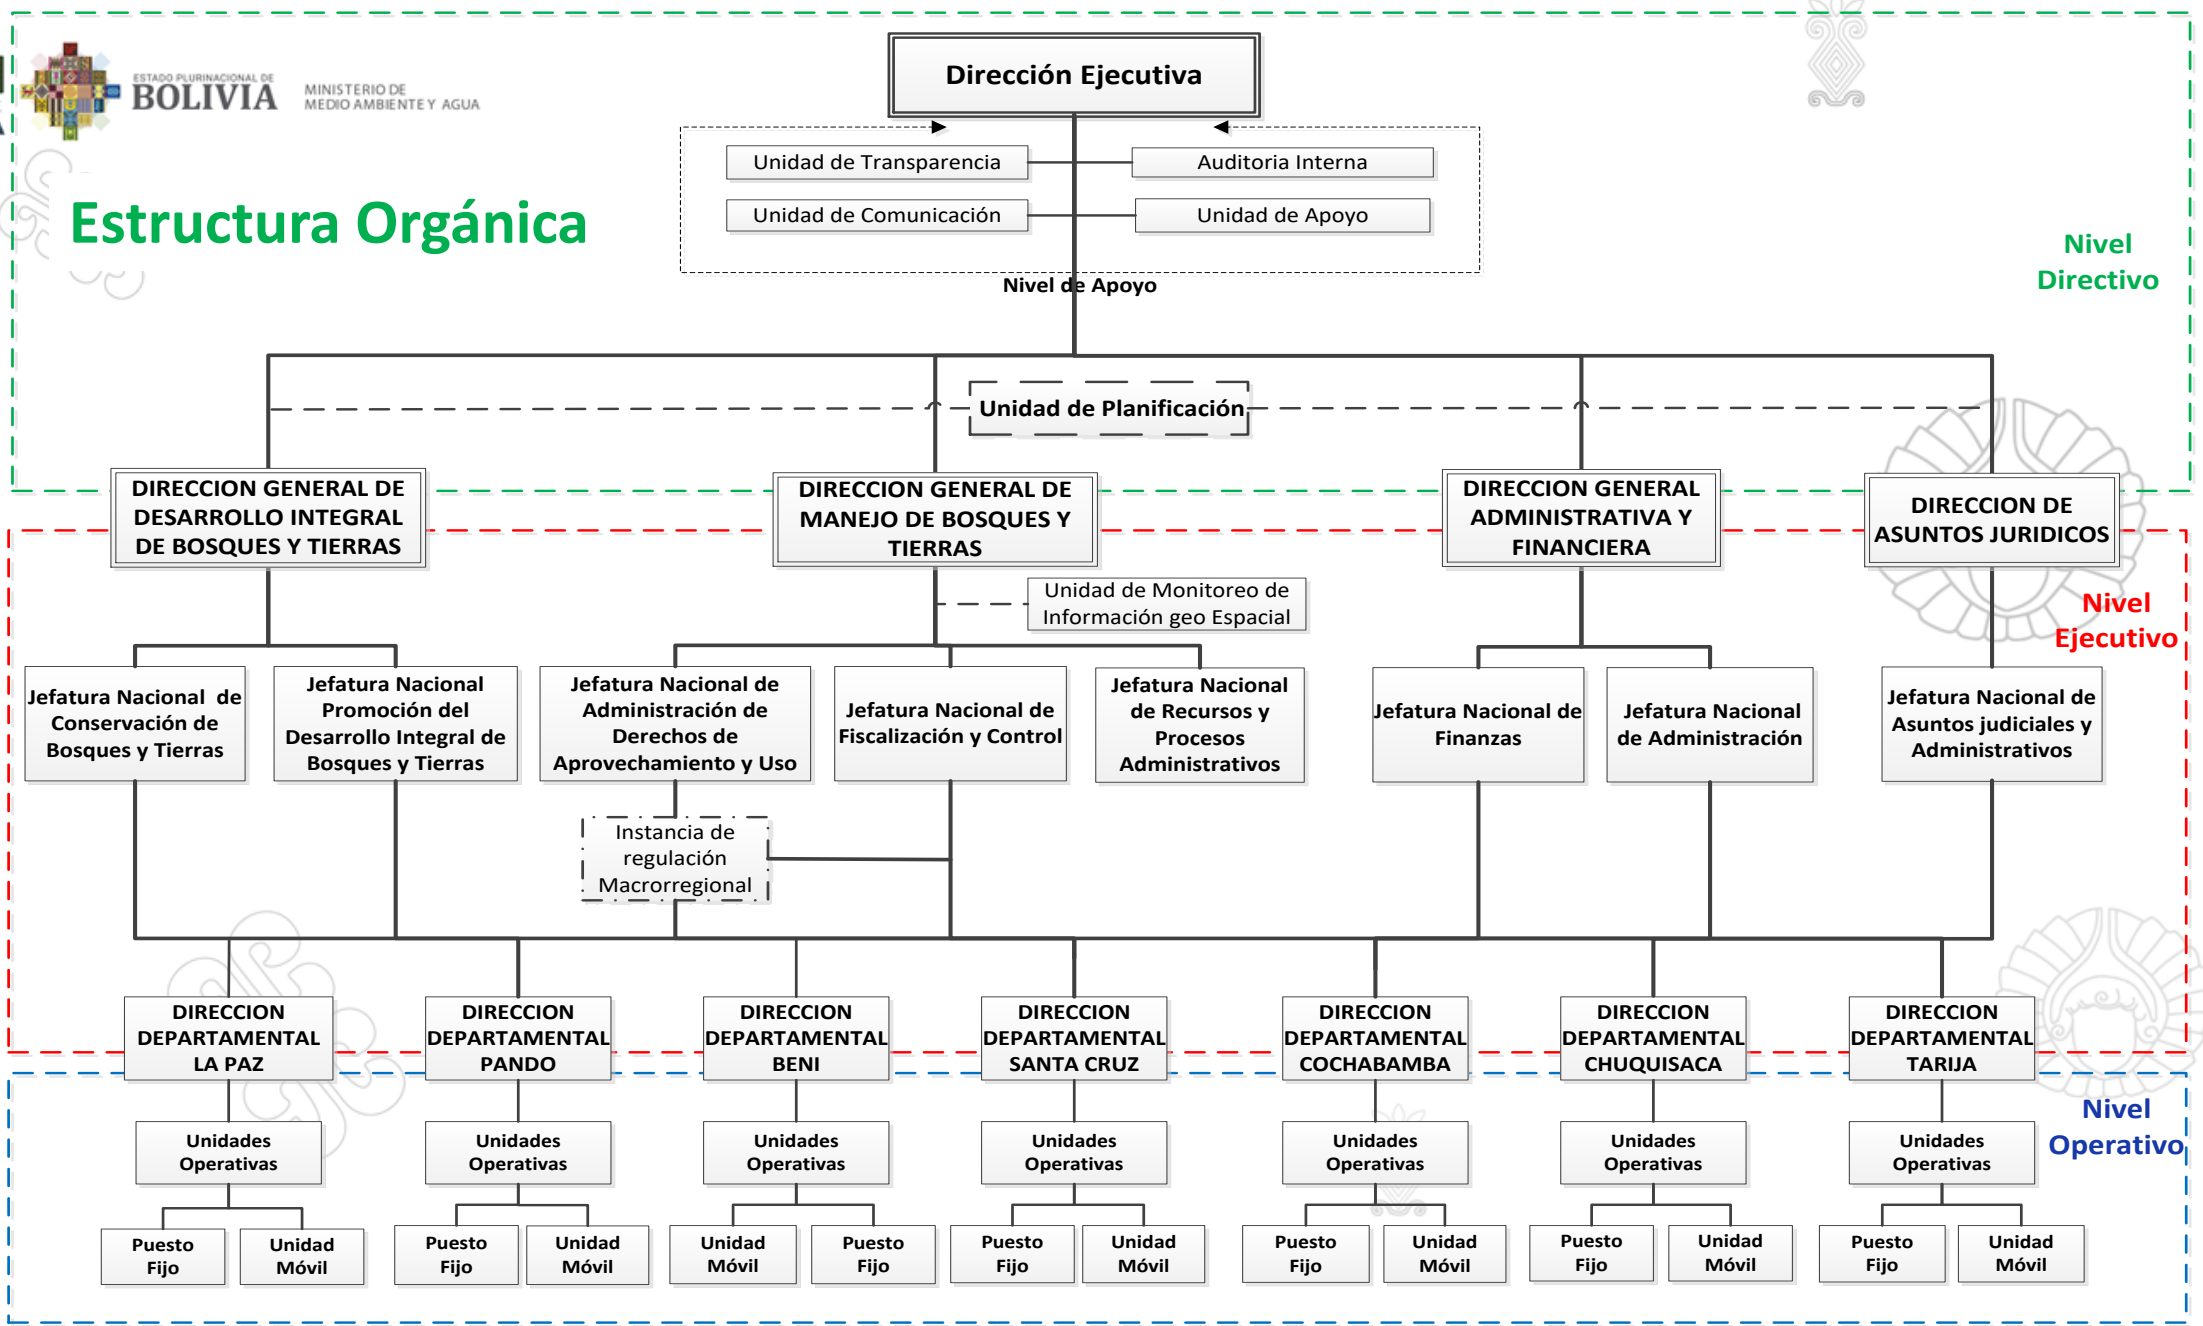 ESTADO PLURINACIONAL DE
BOLIVIA
MINISTERIO DE
MEDIO AMBIENTE Y AGUA
Dirección Ejecutiva
Unidad de Transparencia
Auditoria Interna
Unidad de Comunicación
Unidad de Apoyo
Nivel de Apoyo
Estructura Orgánica
Nivel
Directivo
Unidad de Planificación
DIRECCION GENERAL DE
DESARROLLO INTEGRAL
DE BOSQUES Y TIERRAS
DIRECCION GENERAL DE
MANEJO DE BOSQUES Y
TIERRAS
DIRECCION GENERAL
ADMINISTRATIVA Y
FINANCIERA
DIRECCION DE
ASUNTOS JURIDICOS
Unidad de Monitoreo de
Información geo Espacial
Nivel
Ejecutivo
Jefatura Nacional de
Conservación de
Bosques y Tierras
Jefatura Nacional
Promoción del
Desarrollo Integral de
Bosques y Tierras
Jefatura Nacional de
Administración de
Derechos de
Aprovechamiento y Uso
Jefatura Nacional de
Fiscalización y Control
Jefatura Nacional
de Recursos y
Procesos
Administrativos
Jefatura Nacional de
Finanzas
Jefatura Nacional
de Administración
Jefatura Nacional de
Asuntos judiciales y
Administrativos
Instancia de
regulación
Macrorregional
DIRECCION
DEPARTAMENTAL
LA PAZ
DIRECCION
DEPARTAMENTAL
PANDO
DIRECCION
DEPARTAMENTAL
BENI
DIRECCION
DEPARTAMENTAL
SANTA CRUZ
DIRECCION
DEPARTAMENTAL
COCHABAMBA
DIRECCION
DEPARTAMENTAL
CHUQUISACA
DIRECCION
DEPARTAMENTAL
TARIJA
Nivel
Operativo
Unidades
Operativas
Unidades
Operativas
Unidades
Operativas
Unidades
Operativas
Unidades
Operativas
Unidades
Operativas
Unidades
Operativas
Puesto
Fijo
Unidad
Móvil
Puesto
Fijo
Unidad
Móvil
Unidad
Móvil
Puesto
Fijo
Puesto
Fijo
Unidad
Móvil
Puesto
Fijo
Unidad
Móvil
Puesto
Fijo
Unidad
Móvil
Puesto
Fijo
Unidad
Móvil